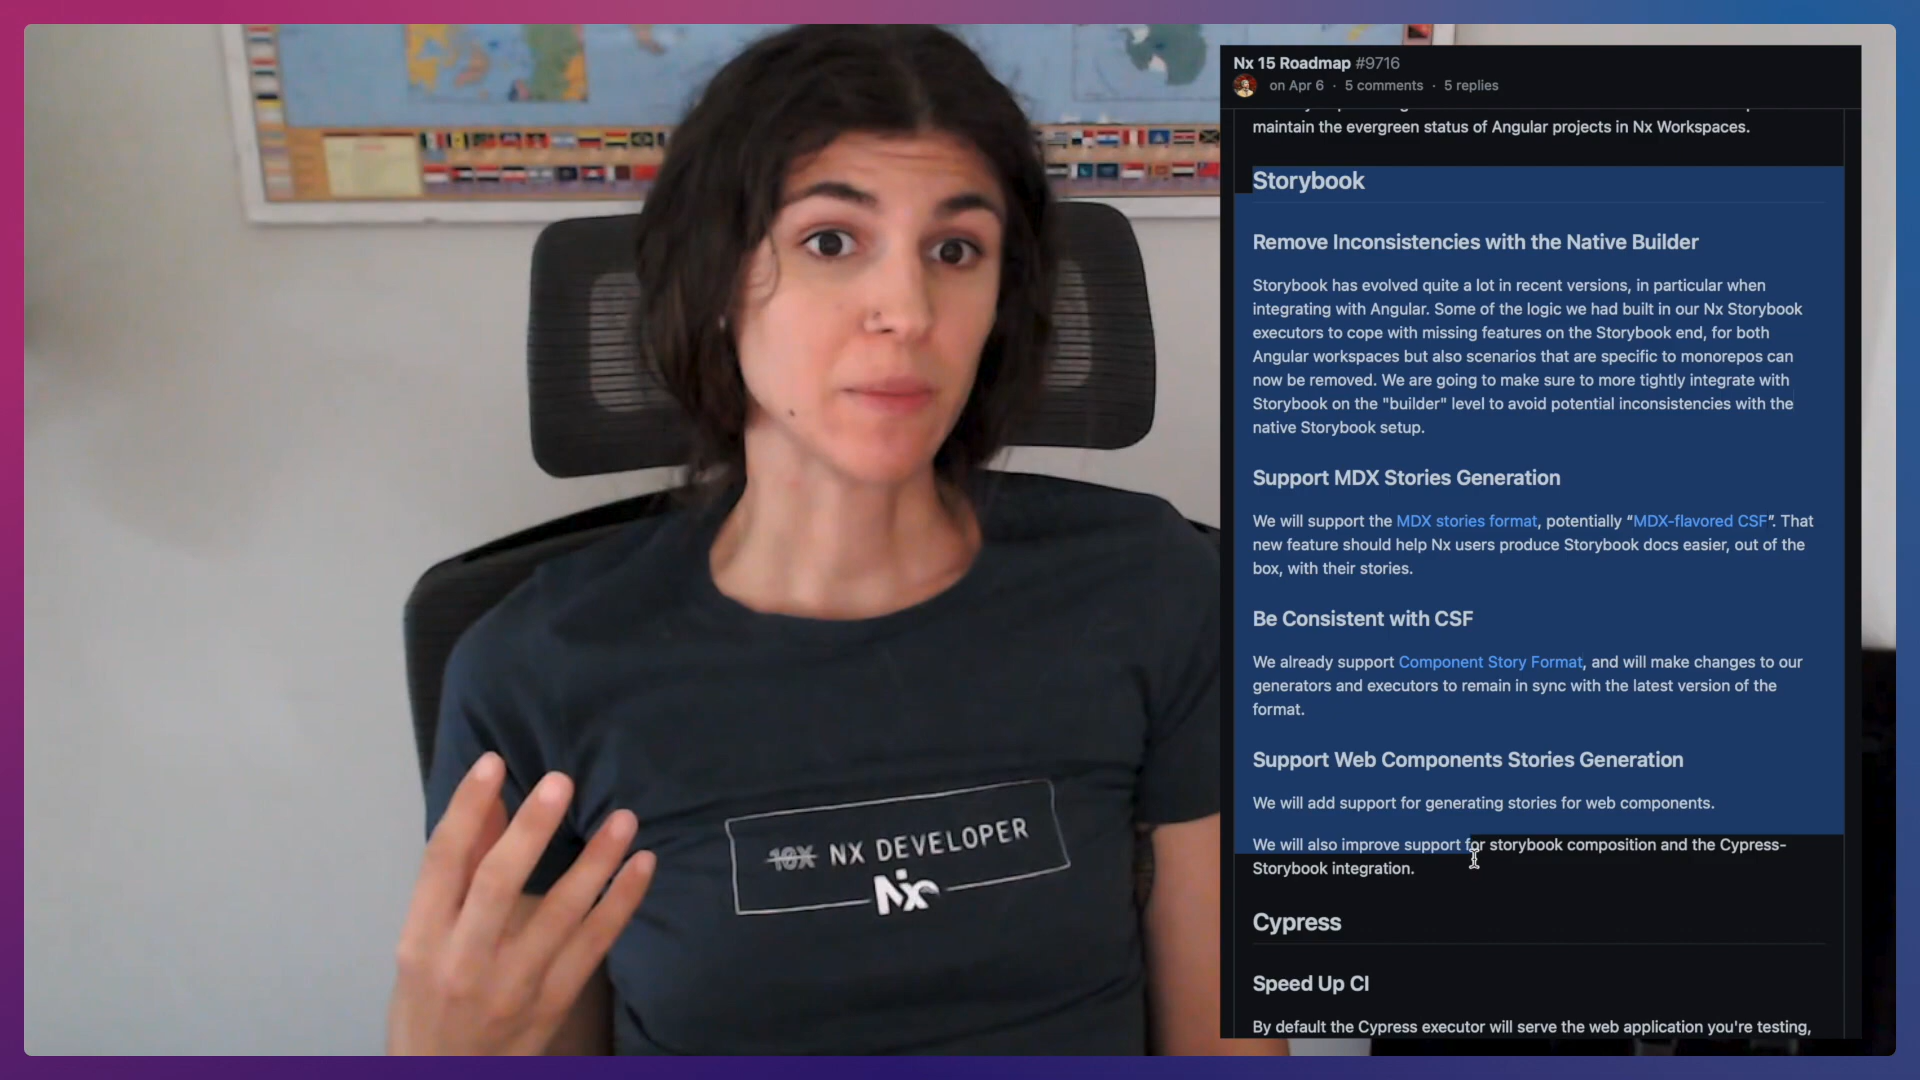 Nx 15 Roadmap #9716
on Apr 6 · 5 comments · 5 replies
maintain the evergreen status of Angular projects in Nx Workspaces.
Storybook
Remove Inconsistencies with the Native Builder
Storybook has evolved quite a lot in recent versions, in particular when
integrating with Angular. Some of the logic we had built in our Nx Storybook
executors to cope with missing features on the Storybook end, for both
Angular workspaces but also scenarios that are specific to monorepos can
now be removed. We are going to make sure to more tightly integrate with
Storybook on the "builder" level to avoid potential inconsistencies with the
native Storybook setup.
Support MDX Stories Generation
We will support the MDX stories format, potentially “MDX-flavored CSF”. That
new feature should help Nx users produce Storybook docs easier, out of the
box, with their stories.
Be Consistent with CSF
We already support Component Story Format, and will make changes to our
generators and executors to remain in sync with the latest version of the
format.
Support Web Components Stories Generation
We will add support for generating stories for web components.
We will also improve support for storybook composition and the Cypress-
Storybook integration.
Cypress
Speed Up CI
By default the Cypress executor will serve the web application you're testing,
10X NX DEVELOPER
Nx